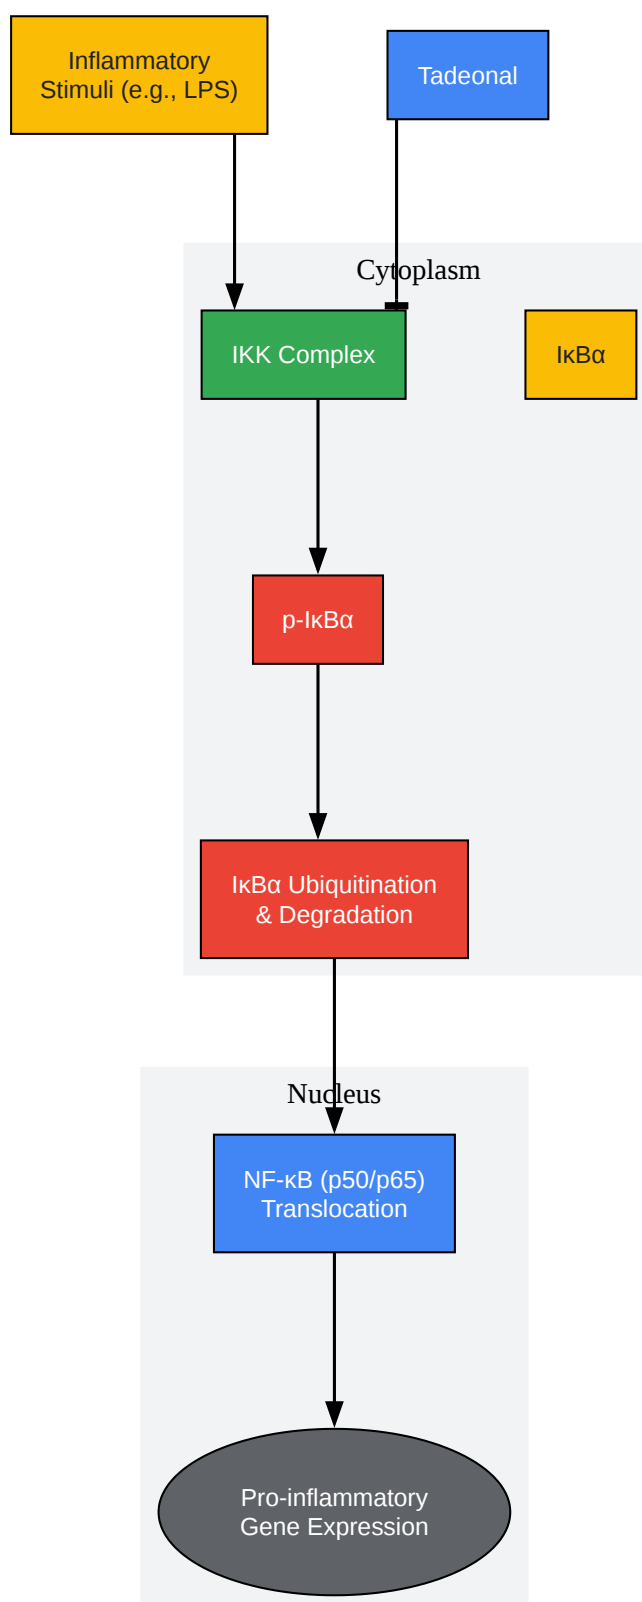 Inflammatory
Stimuli (e.g., LPS)
Tadeonal
Cytoplasm
IKK Complex
IκBα
p-IκBα
IκBα Ubiquitination
& Degradation
Nucleus
NF-κB (p50/p65)
Translocation
Pro-inflammatory
Gene Expression